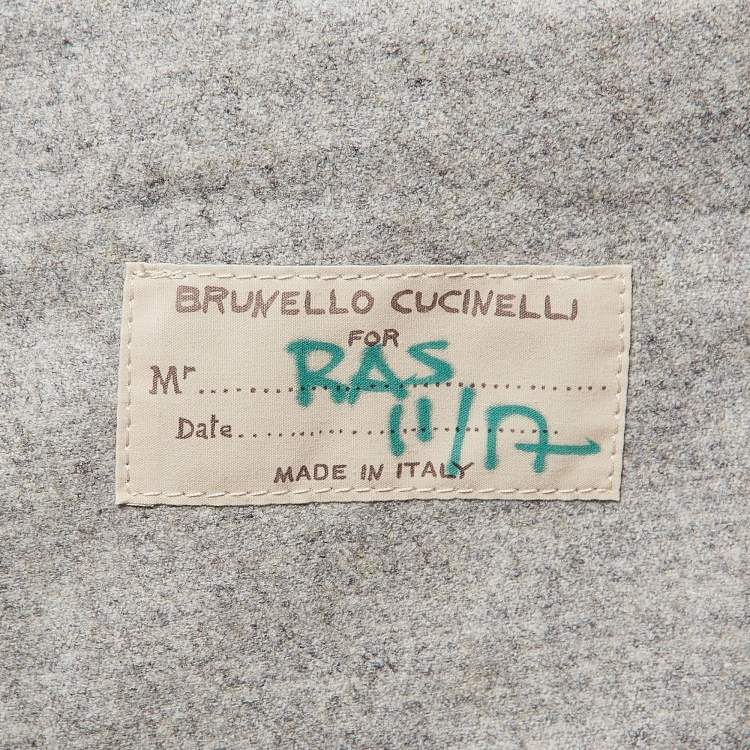 BRUNELLO CUCINELLI
FOR
Mr RAS
Date 11/17
MADE IN ITALY